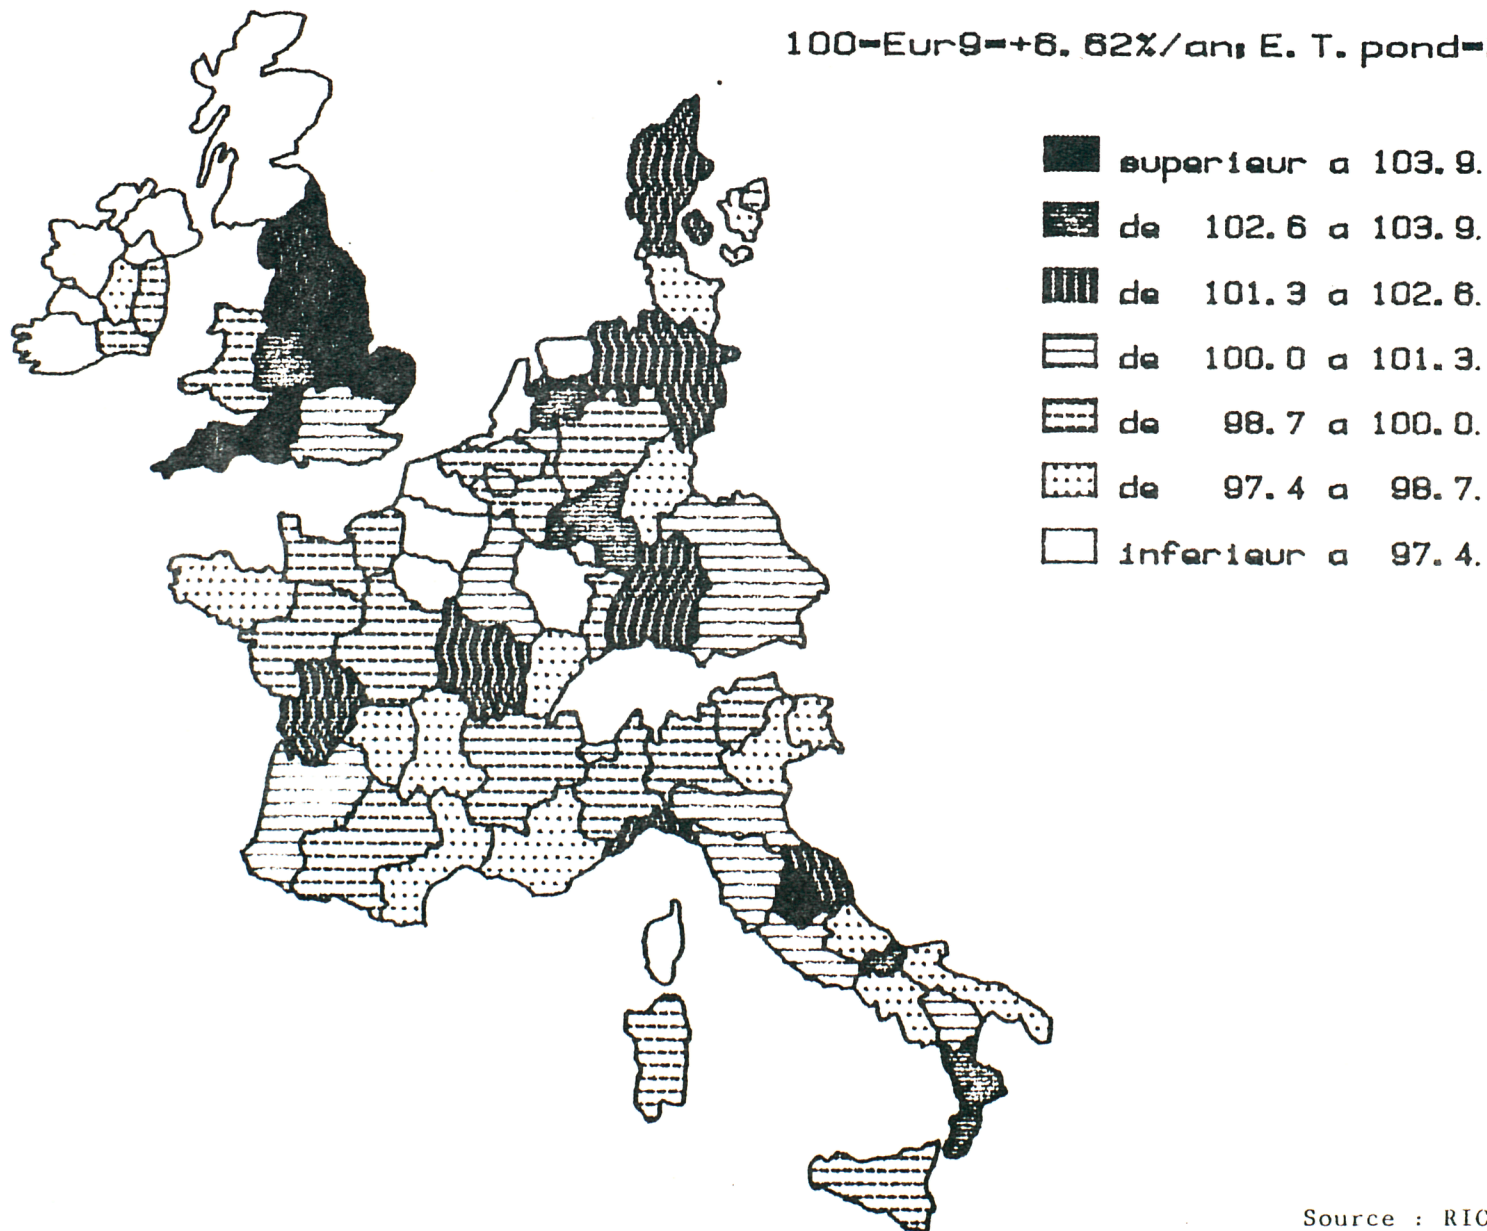 100=Eur9=+6.62%/an; E. T. pond=
superieur a 103.9.
de 102.6 a 103.9.
de 101.3 a 102.6.
de 100.0 a 101.3.
de 98.7 a 100.0.
de 97.4 a 98.7.
inferieur a 97.4.
Source : RIC